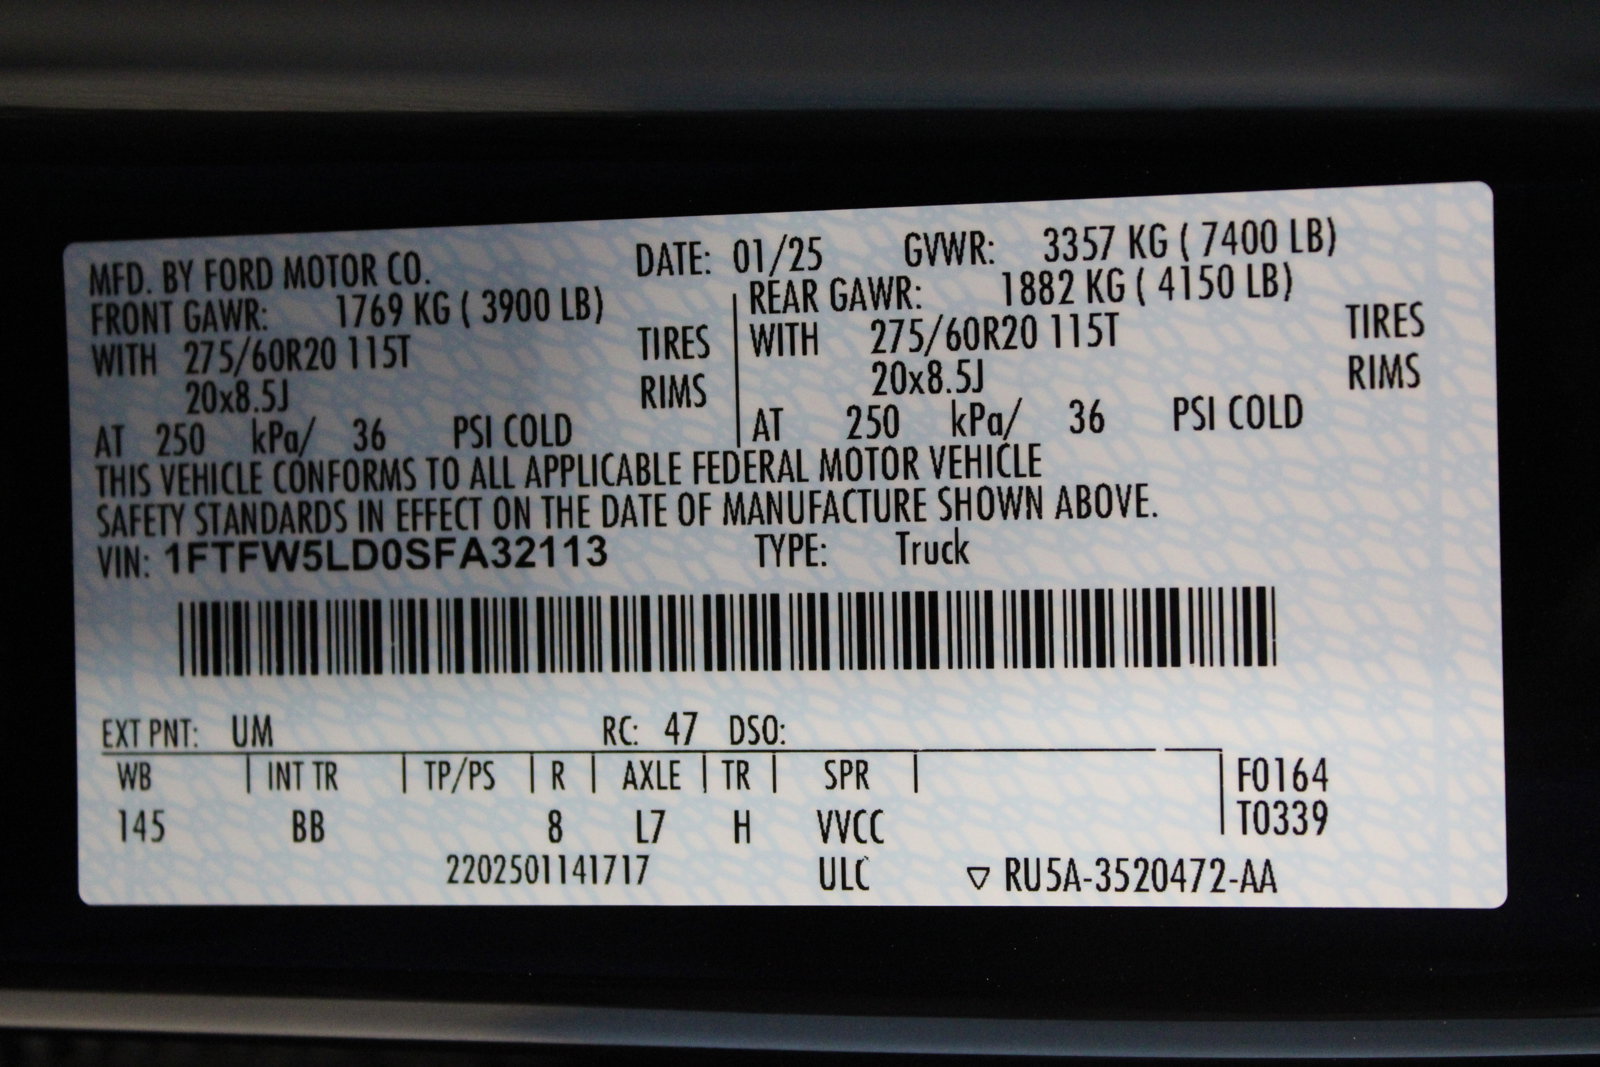 MFD. BY FORD MOTOR CO. DATE: 01/25 GVWR: 3357 KG ( 7400 LB)
FRONT GAWR: 1769 KG ( 3900 LB) REAR GAWR: 1882 KG ( 4150 LB)
WITH 275/60R20 115T TIRES WITH 275/60R20 115T TIRES
20x8.5J RIMS 20x8.5J RIMS
AT 250 kPa/ 36 PSI COLD AT 250 kPa/ 36 PSI COLD
THIS VEHICLE CONFORMS TO ALL APPLICABLE FEDERAL MOTOR VEHICLE
SAFETY STANDARDS IN EFFECT ON THE DATE OF MANUFACTURE SHOWN ABOVE.
VIN: 1FTFW5LD0SFA32113 TYPE: Truck
EXT PNT: UM RC: 47 DSO:
WB INT TR TP/PS R AXLE TR SPR F0164
145 BB 8 L7 H VVCC T0339
2202501141717 ULC ▽ RU5A-3520472-AA